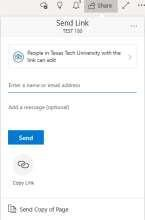 Share
Send Link
TEST 100
People in Texas Tech University with the
link can edit
Enter a name or email address
Add a message (optional)
Send
Copy Link
Send Copy of Page